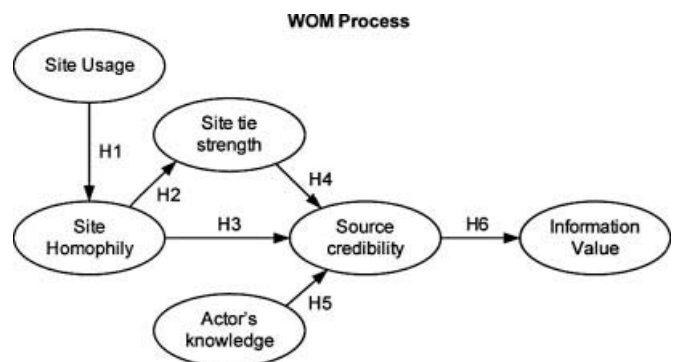 WOM Process
Site Usage
H1
Site tie
strength
H2
H4
Site
Homophily
H3
Source
credibility
H6
Information
Value
H5
Actor's
knowledge